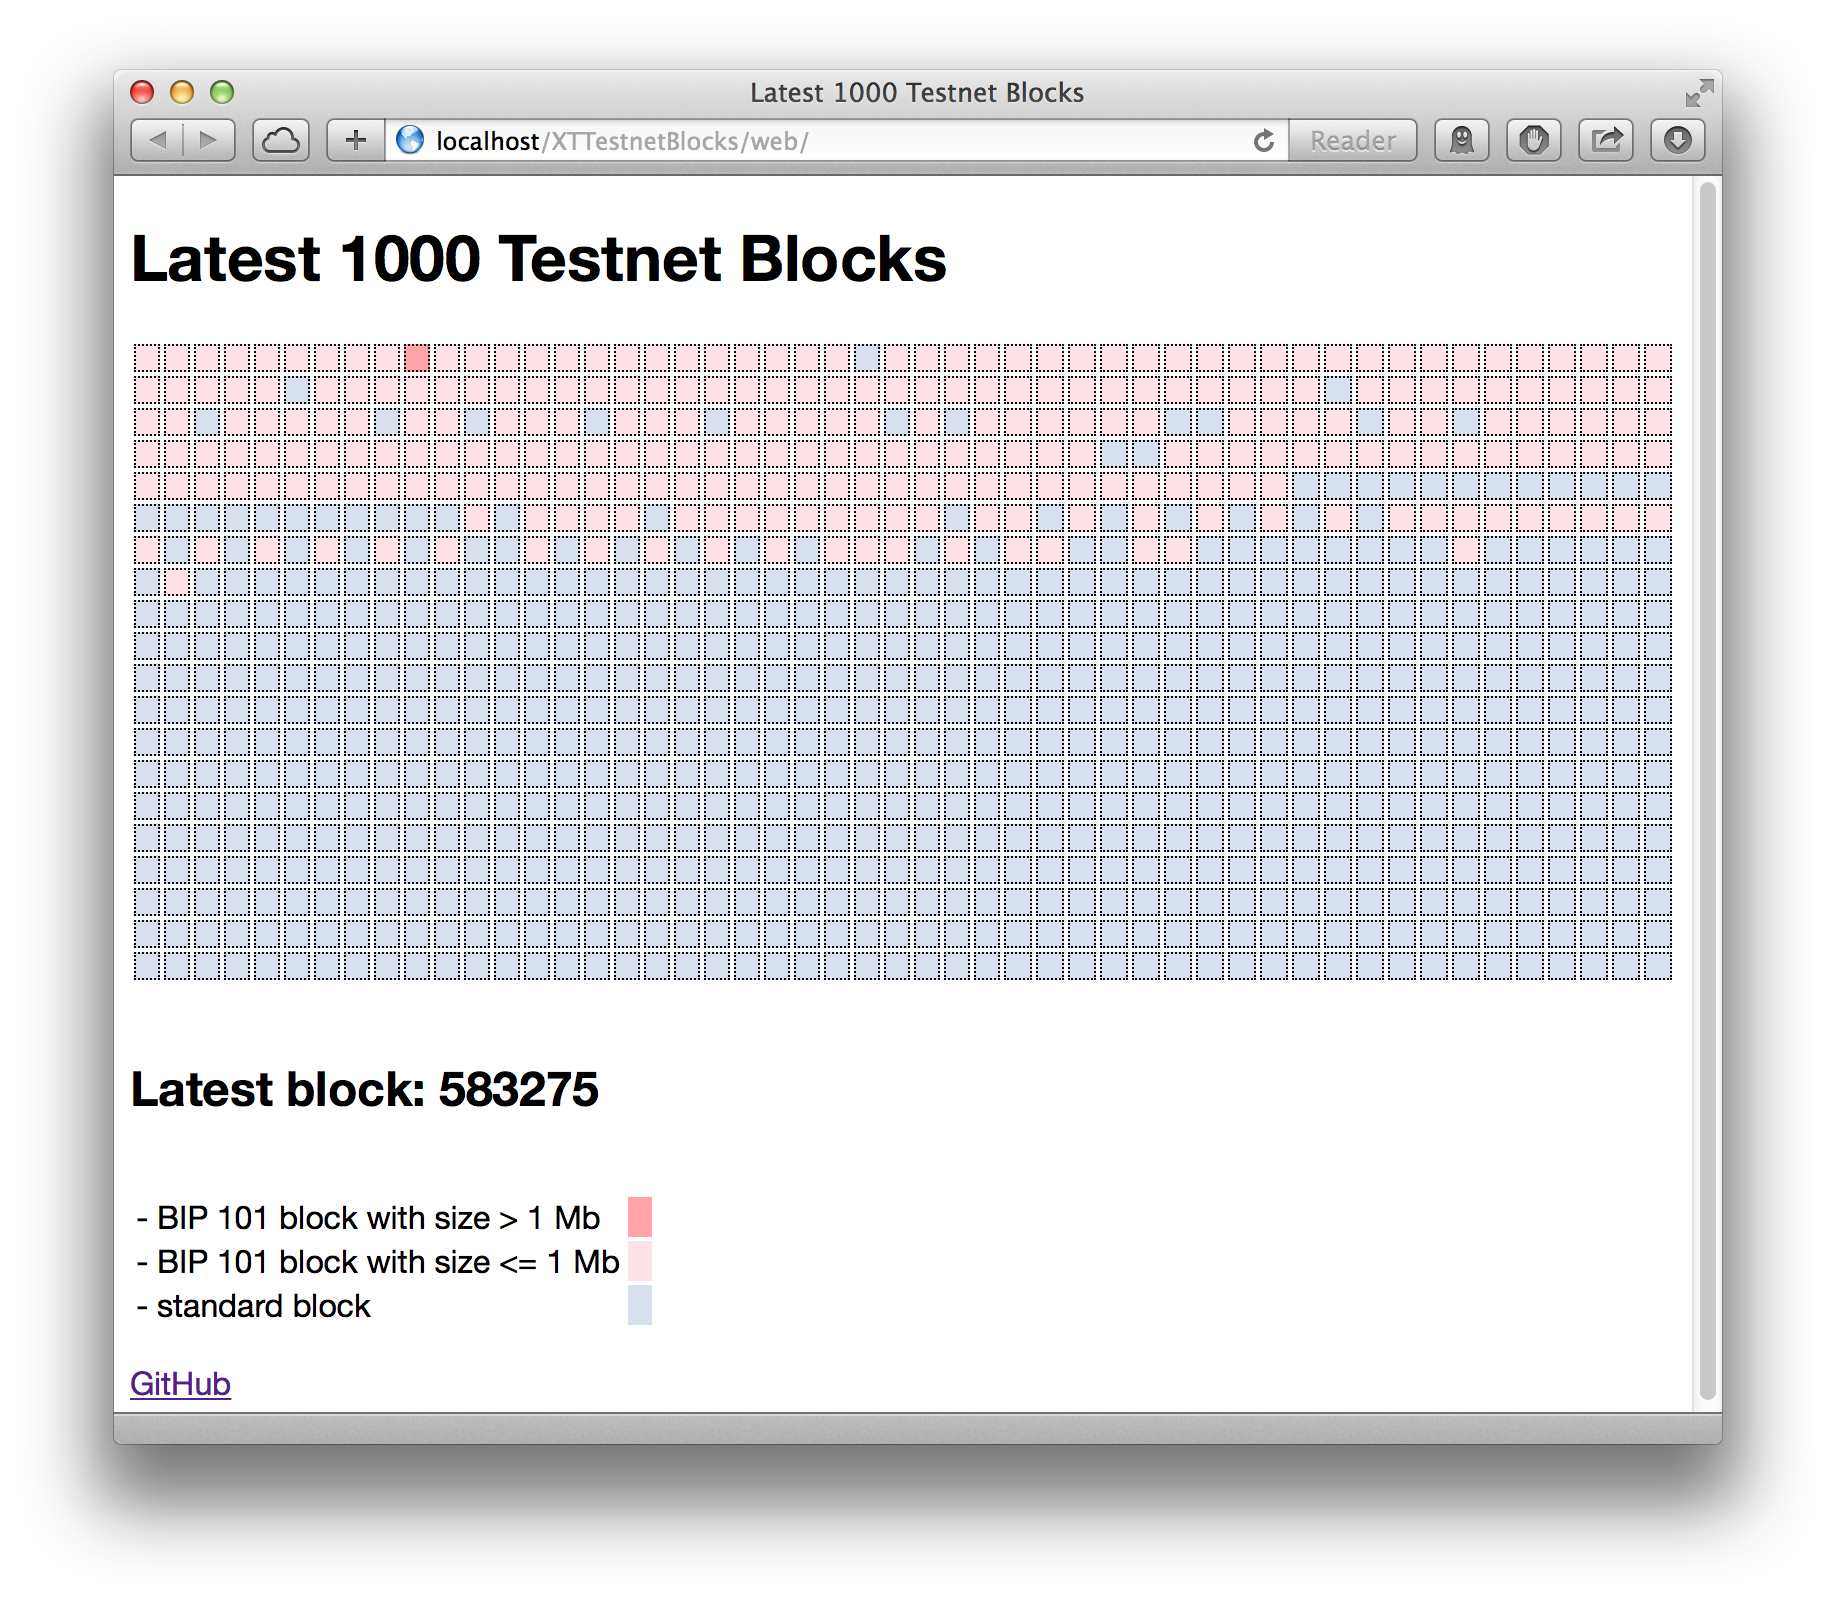 Latest 1000 Testnet Blocks
localhost/XTTestnetBlocks/web/
Reader
Latest 1000 Testnet Blocks
Latest block: 583275
- BIP 101 block with size > 1 Mb
- BIP 101 block with size <= 1 Mb
- standard block
GitHub